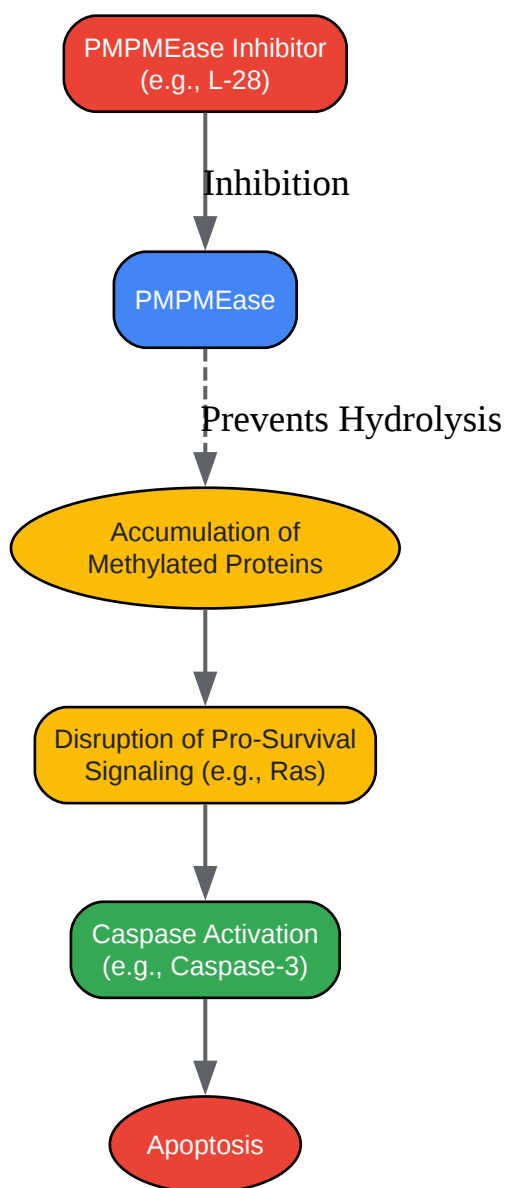 PMPMEase Inhibitor
(e.g., L-28)
Inhibition
PMPMEase
Prevents Hydrolysis
Accumulation of
Methylated Proteins
Disruption of Pro-Survival
Signaling (e.g., Ras)
Caspase Activation
(e.g., Caspase-3)
Apoptosis